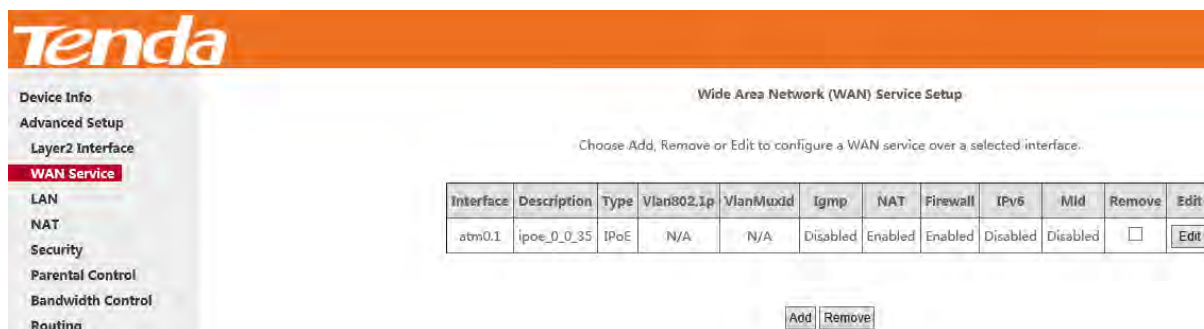 Tenda
Device Info
Advanced Setup
Layer2 Interface
WAN Service
LAN
NAT
Security
Parental Control
Bandwidth Control
Routing
Wide Area Network (WAN) Service Setup
Choose Add, Remove or Edit to configure a WAN service over a selected interface.
Interface Description Type Vlan802.1p VlanMuxId Igmp NAT Firewall IPv6 Mld Remove Edit
atm0.1 ipoe_0_0_35 IPoE N/A N/A Disabled Enabled Enabled Disabled Disabled Edit
Add Remove